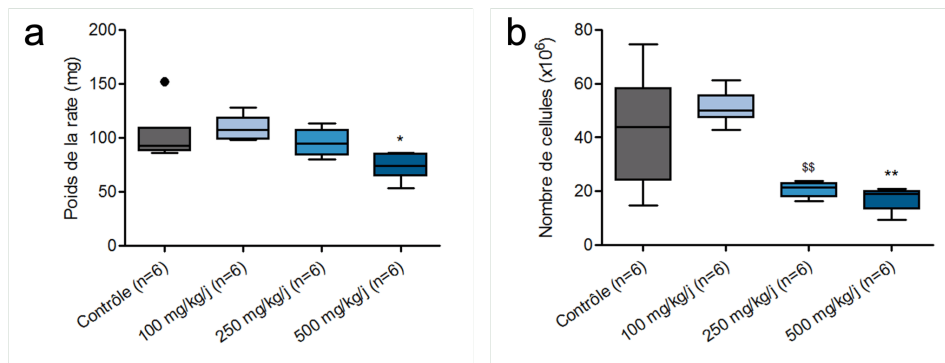 a
Poids de la rate (mg)
200
150
100
50
0
*
Contrôle (n=6)
100 mg/kg/j (n=6)
250 mg/kg/j (n=6)
500 mg/kg/j (n=6)
b
Nombre de cellules (x10⁶)
80
60
40
20
0
$$
**
Contrôle (n=6)
100 mg/kg/j (n=6)
250 mg/kg/j (n=6)
500 mg/kg/j (n=6)